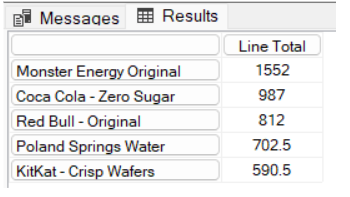 Messages Results
Line Total
Monster Energy Original 1552
Coca Cola - Zero Sugar 987
Red Bull - Original 812
Poland Springs Water 702.5
KitKat - Crisp Wafers 590.5